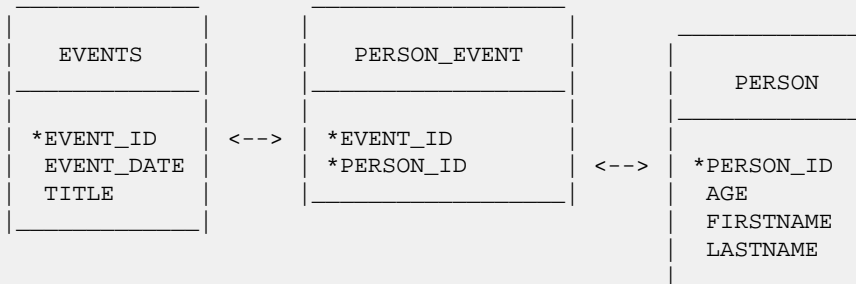 EVENTS
PERSON_EVENT
PERSON
*EVENT_ID <--> *EVENT_ID
EVENT_DATE *PERSON_ID <--> *PERSON_ID
TITLE AGE
FIRSTNAME
LASTNAME